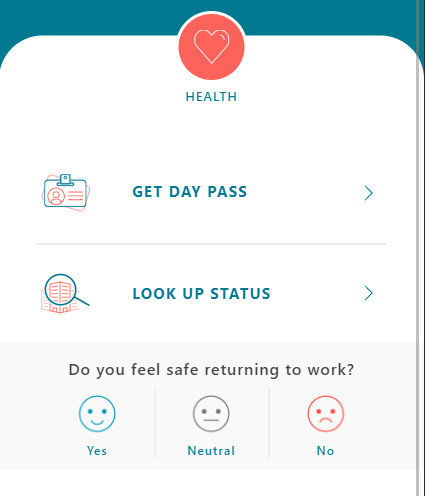 HEALTH
GET DAY PASS
LOOK UP STATUS
Do you feel safe returning to work?
Yes
Neutral
No